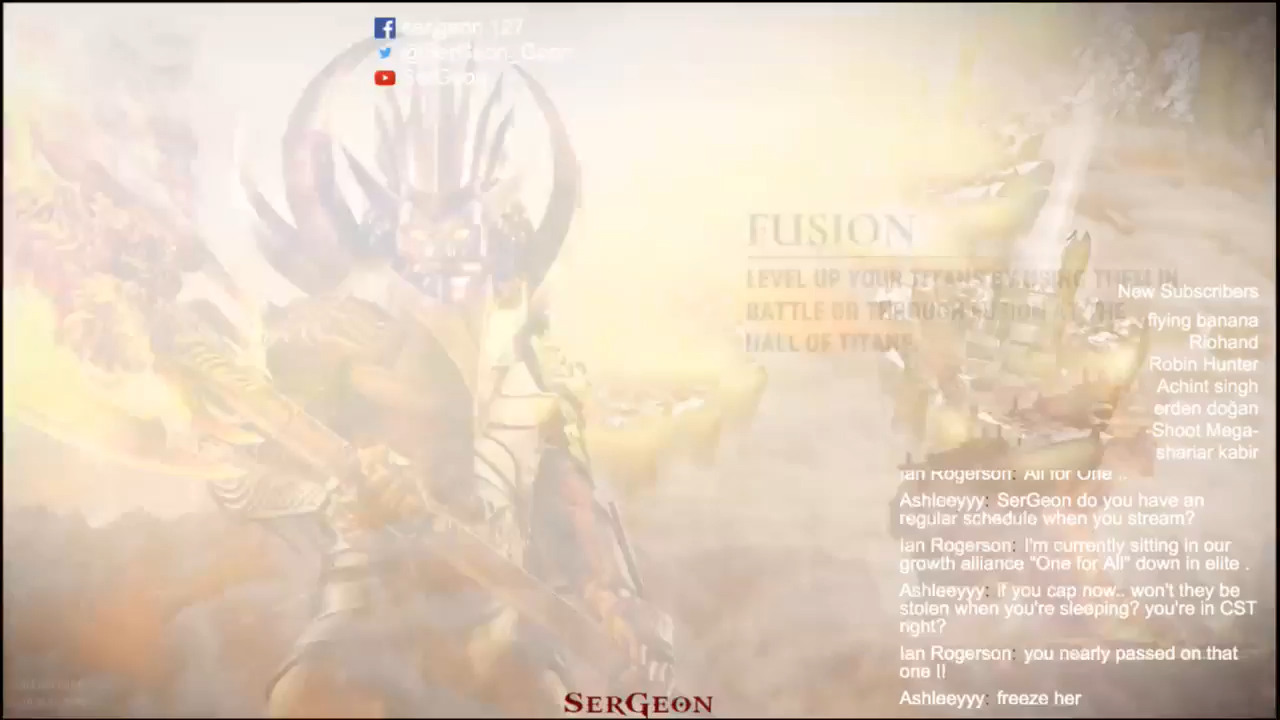 sergeon 127
FUSION
LEVEL UP YOUR TITANS BY USING THEM IN
BATTLE OR THROUGH FUSION AT THE
HALL OF TITANS.
New Subscribers
flying banana
Riohand
Robin Hunter
Achint singh
erden doğan
-Shoot Mega-
shariar kabir
Ian Rogerson: All for One ..
Ashleeyyy: SerGeon do you have an
regular schedule when you stream?
Ian Rogerson: I'm currently sitting in our
growth alliance "One for All" down in elite .
Ashleeyyy: if you cap now.. won't they be
stolen when you're sleeping? you're in CST
right?
Ian Rogerson: you nearly passed on that
one !!
Ashleeyyy: freeze her
SERGEON